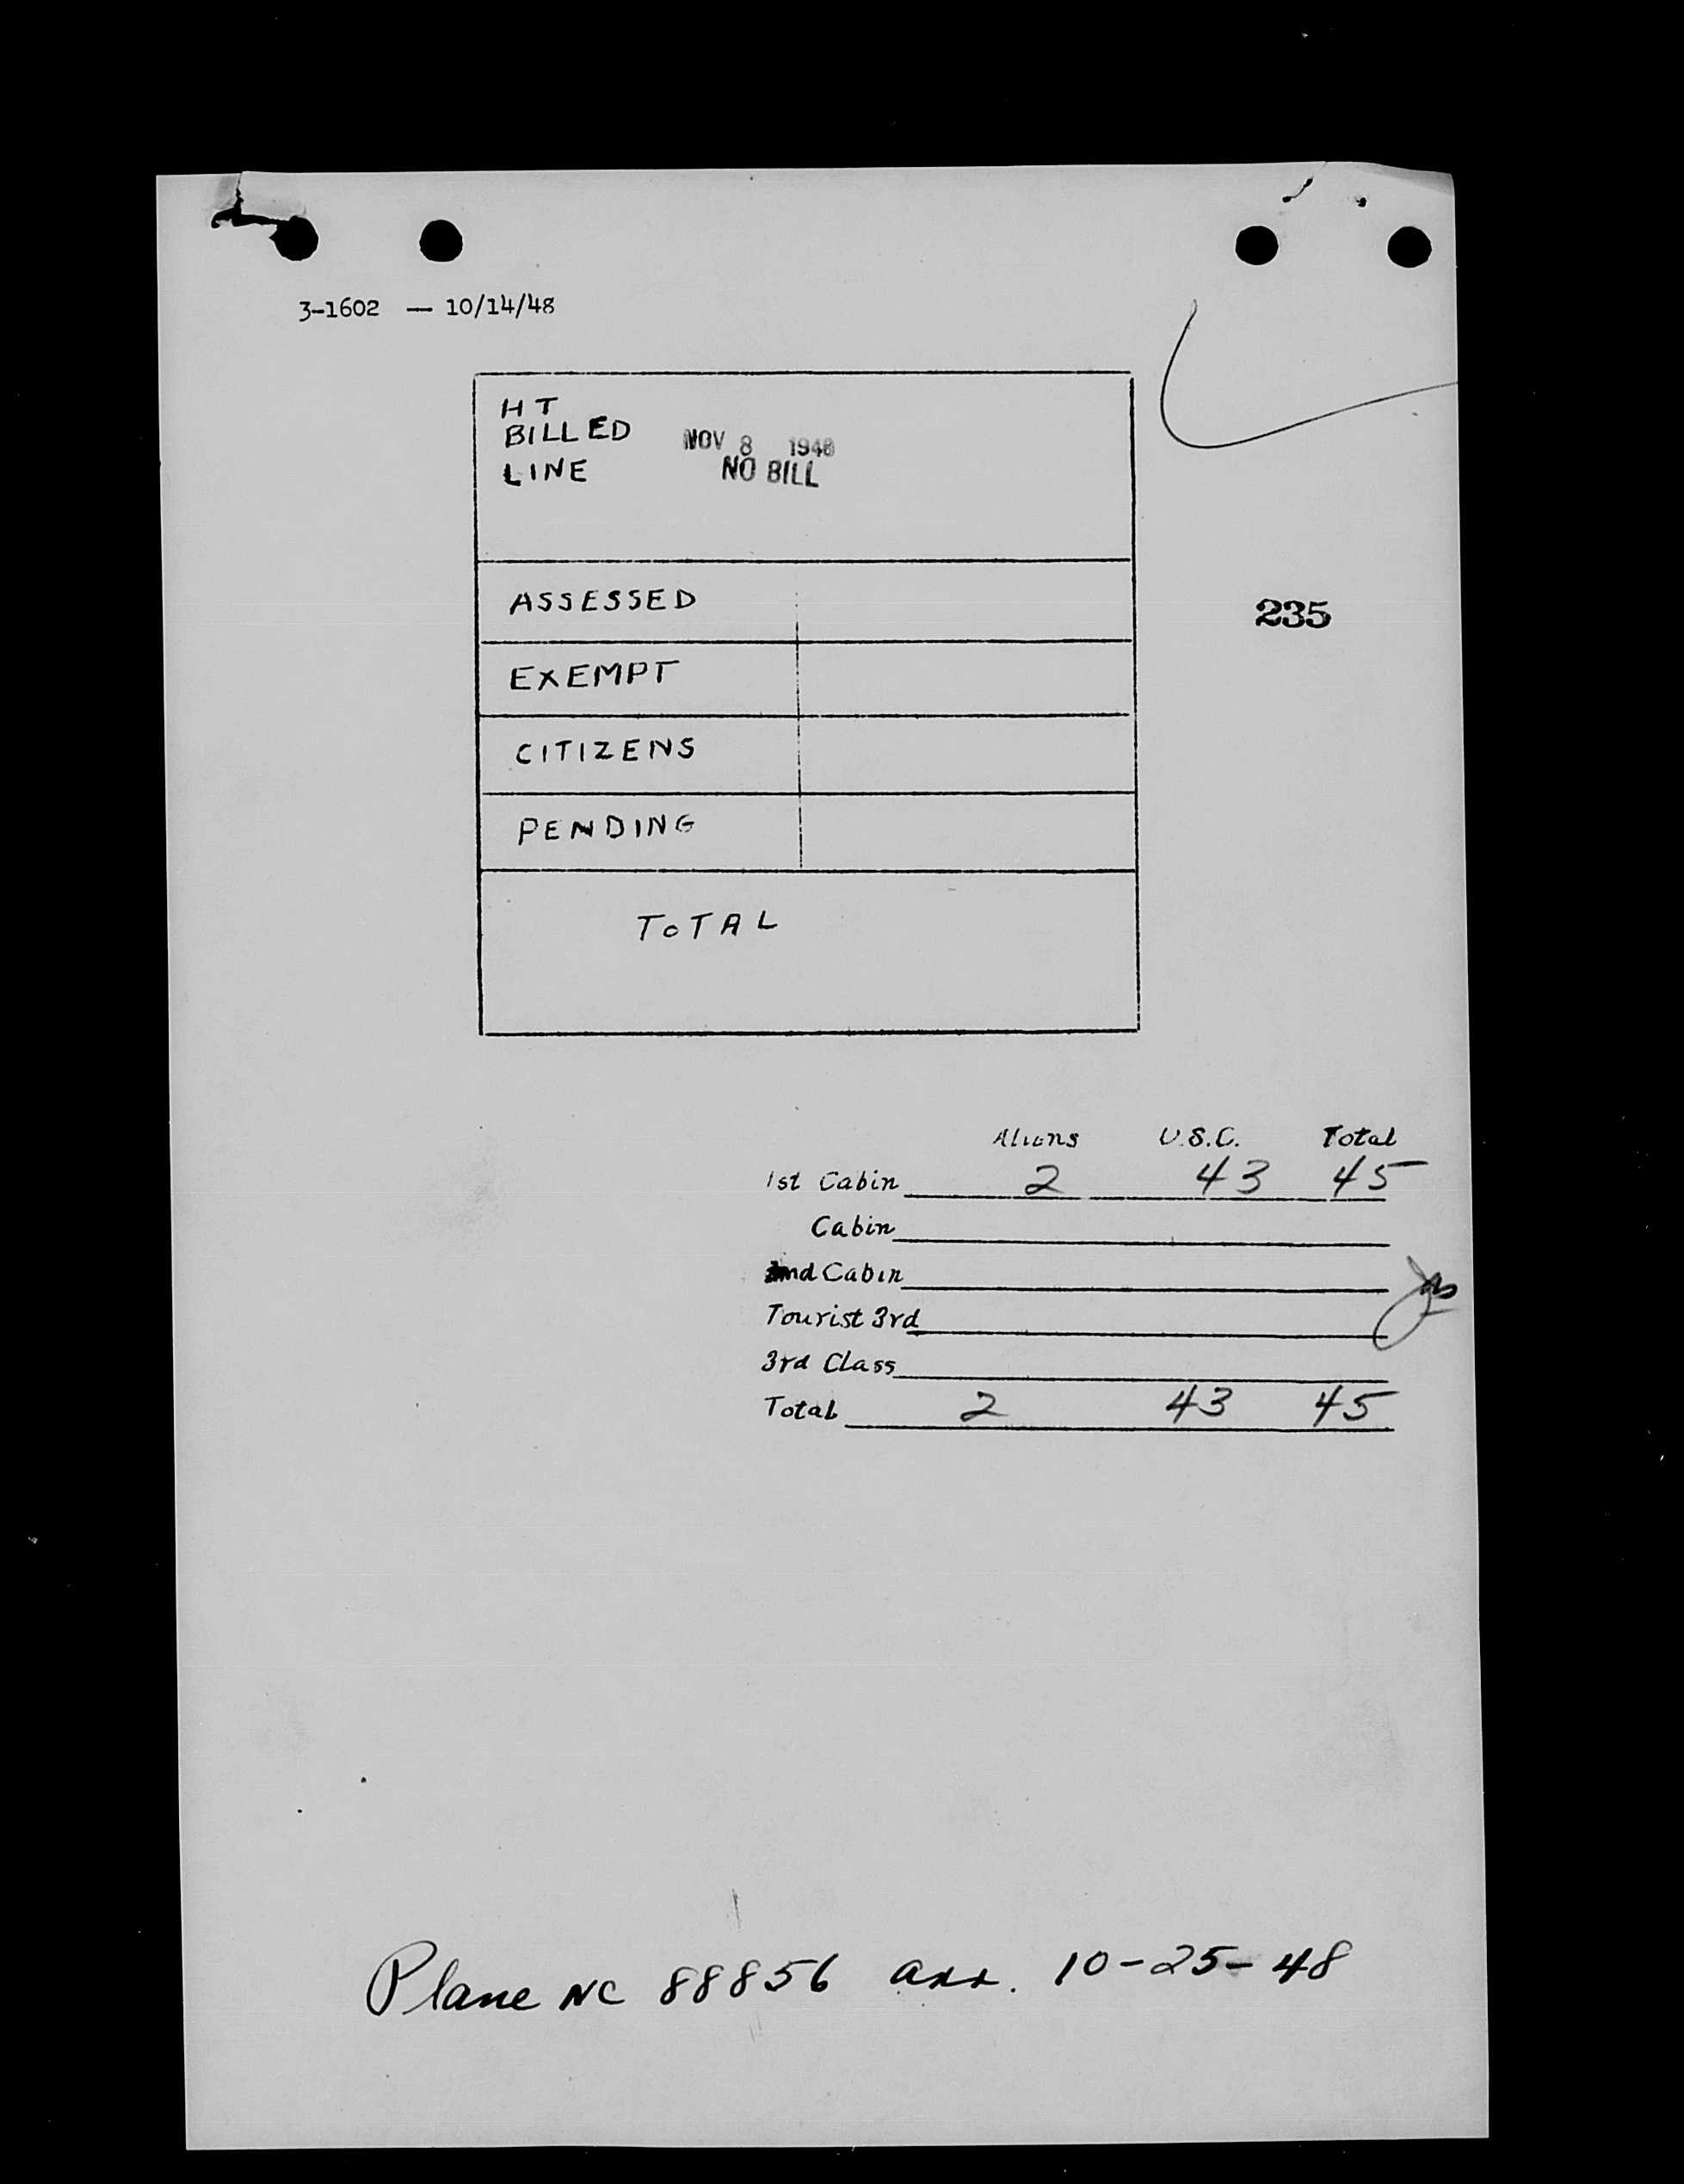 3-1602 — 10/14/48
HT
BILLED NOV 8 1948
LINE NO BILL
ASSESSED
235
EXEMPT
CITIZENS
PENDING
TOTAL
Aliens U.S.C. Total
1st Cabin 2 43 45
Cabin
2nd Cabin
Tourist 3rd
3rd Class
Total 2 43 45
Plane NC 88856 arr. 10-25-48